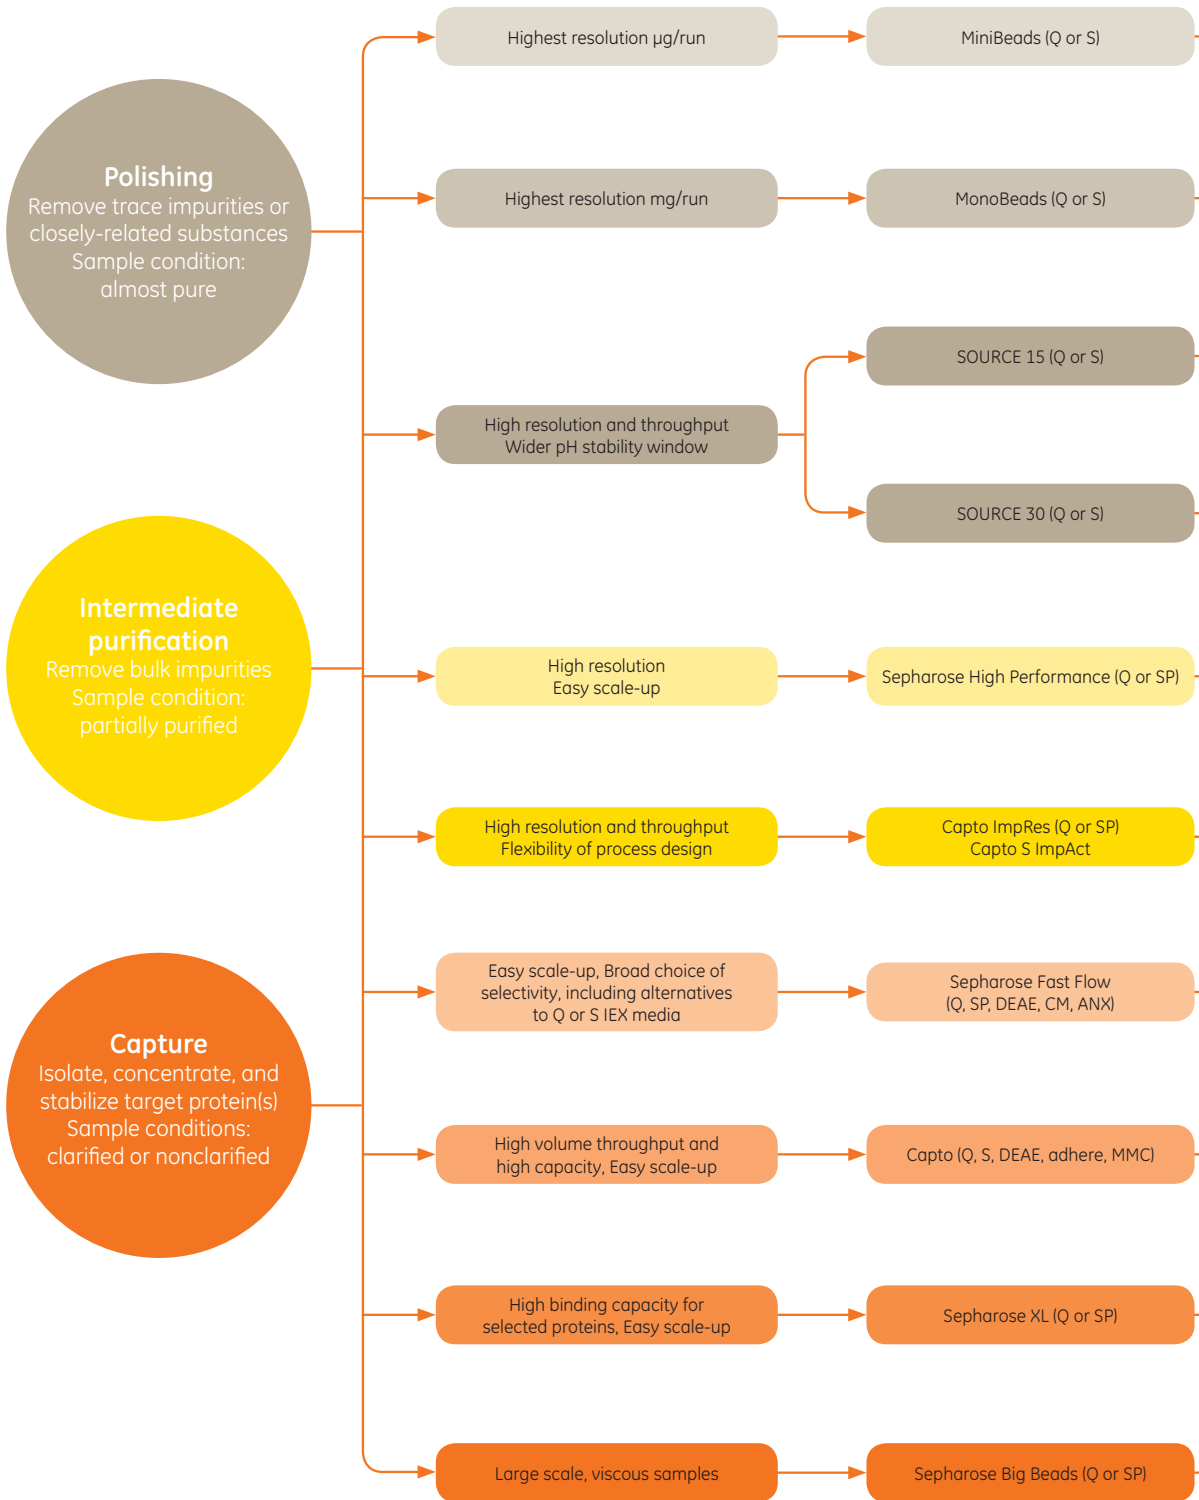 Polishing
Remove trace impurities or
closely-related substances
Sample condition:
almost pure
Intermediate
purification
Remove bulk impurities
Sample condition:
partially purified
Capture
Isolate, concentrate, and
stabilize target protein(s)
Sample conditions:
clarified or nonclarified
Highest resolution µg/run
MiniBeads (Q or S)
Highest resolution mg/run
MonoBeads (Q or S)
High resolution and throughput
Wider pH stability window
SOURCE 15 (Q or S)
SOURCE 30 (Q or S)
High resolution
Easy scale-up
Sepharose High Performance (Q or SP)
High resolution and throughput
Flexibility of process design
Capto ImpRes (Q or SP)
Capto S ImpAct
Easy scale-up, Broad choice of
selectivity, including alternatives
to Q or S IEX media
Sepharose Fast Flow
(Q, SP, DEAE, CM, ANX)
High volume throughput and
high capacity, Easy scale-up
Capto (Q, S, DEAE, adhere, MMC)
High binding capacity for
selected proteins, Easy scale-up
Sepharose XL (Q or SP)
Large scale, viscous samples
Sepharose Big Beads (Q or SP)